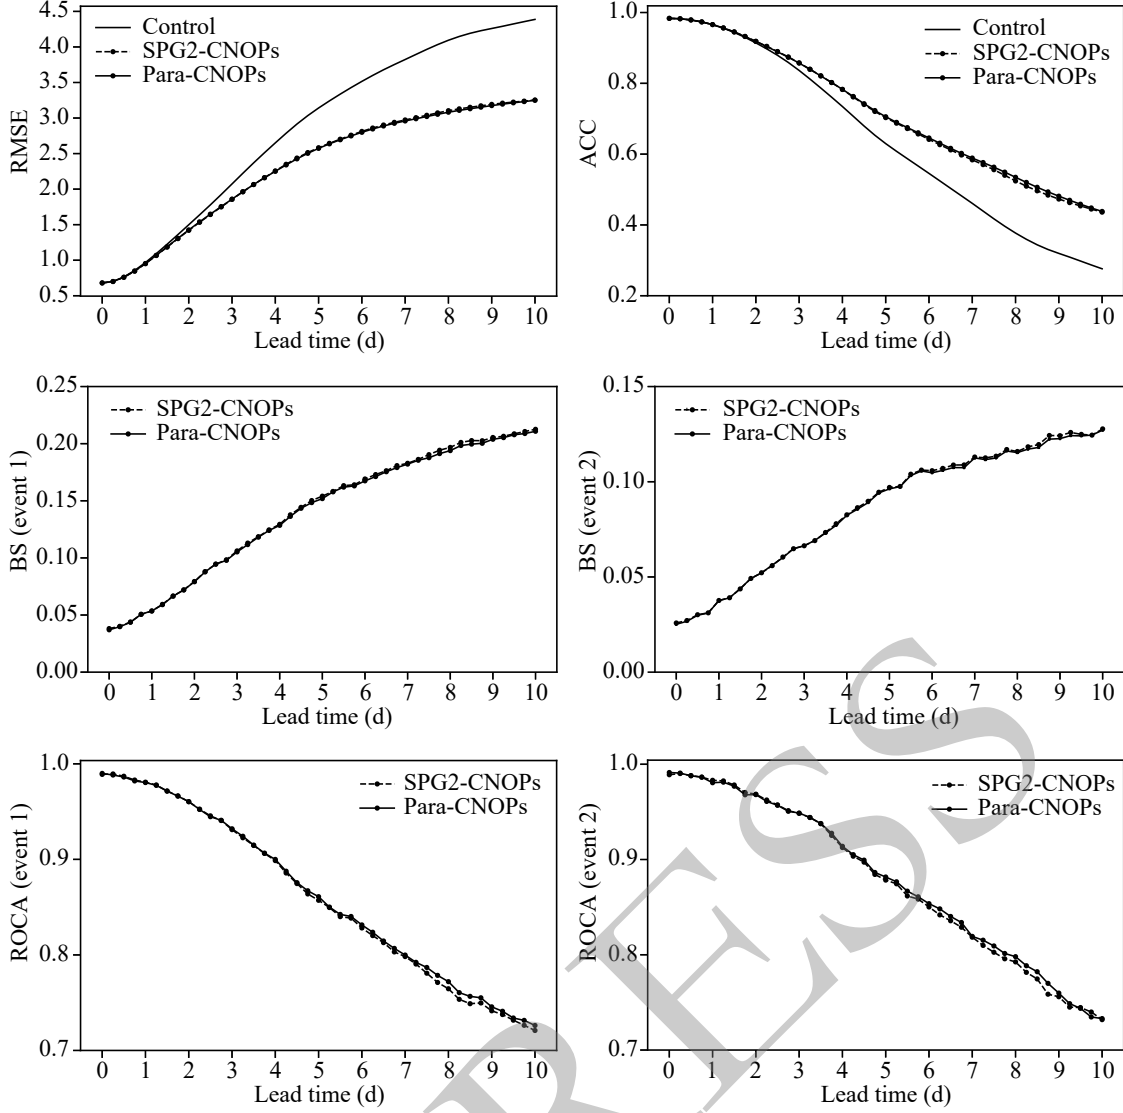 4.5
4.0
3.5
3.0
2.5
2.0
1.5
1.0
0.5
RMSE
Control
SPG2-CNOPs
Para-CNOPs
0 1 2 3 4 5 6 7 8 9 10
Lead time (d)
1.0
0.8
0.6
0.4
0.2
ACC
Control
SPG2-CNOPs
Para-CNOPs
0 1 2 3 4 5 6 7 8 9 10
Lead time (d)
0.25
0.20
0.15
0.10
0.05
0.00
BS (event 1)
SPG2-CNOPs
Para-CNOPs
0 1 2 3 4 5 6 7 8 9 10
Lead time (d)
0.15
0.10
0.05
0.00
BS (event 2)
SPG2-CNOPs
Para-CNOPs
0 1 2 3 4 5 6 7 8 9 10
Lead time (d)
1.0
0.9
0.8
0.7
ROCA (event 1)
SPG2-CNOPs
Para-CNOPs
0 1 2 3 4 5 6 7 8 9 10
Lead time (d)
1.0
0.9
0.8
0.7
ROCA (event 2)
SPG2-CNOPs
Para-CNOPs
0 1 2 3 4 5 6 7 8 9 10
Lead time (d)
RESS